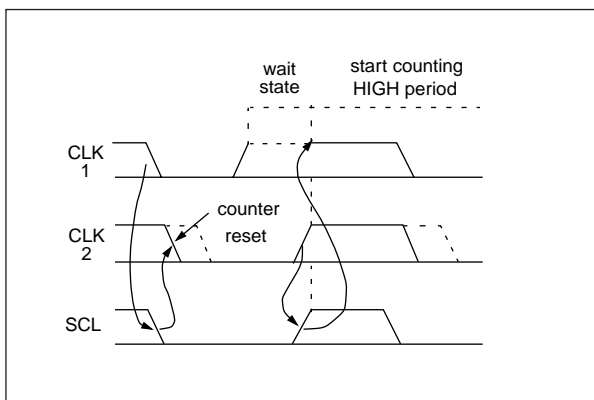 wait
state
start counting
HIGH period
CLK
1
counter
reset
CLK
2
SCL